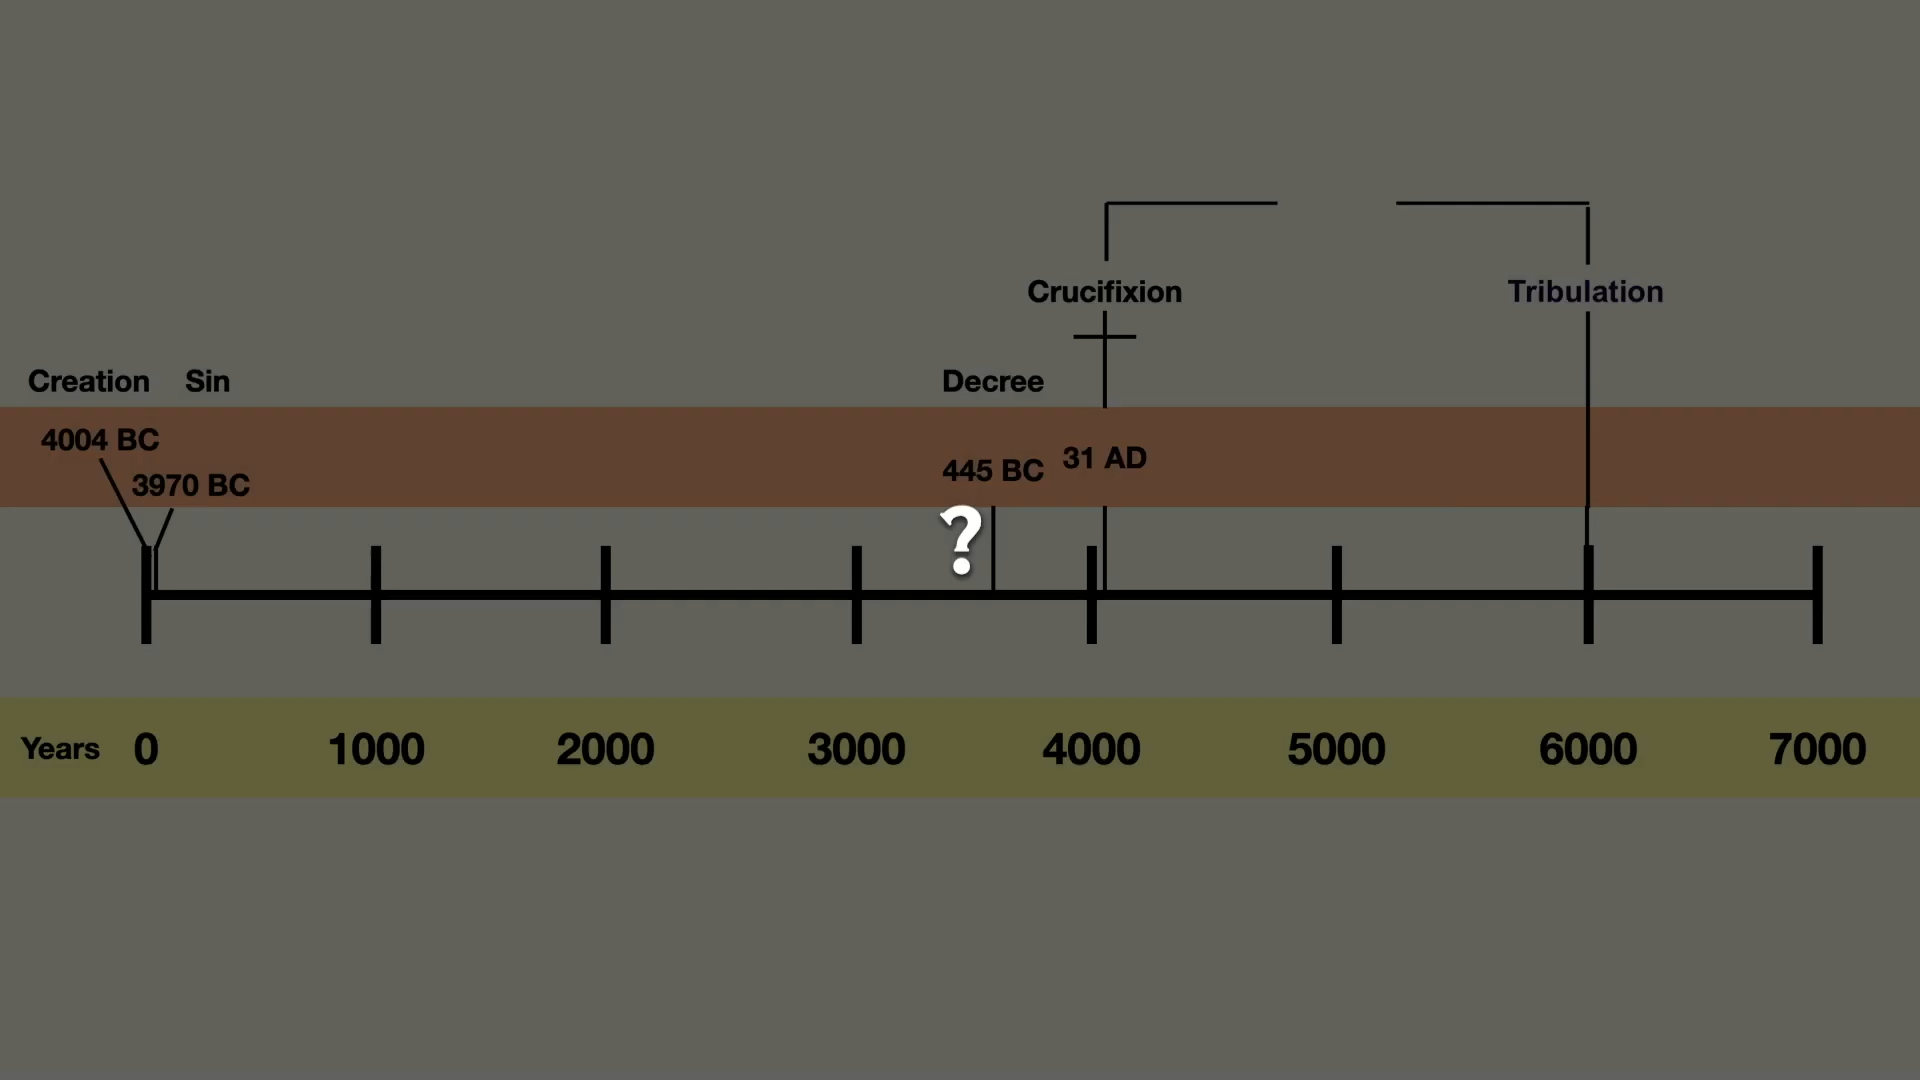 Crucifixion
Tribulation
Creation
Sin
Decree
4004 BC
3970 BC
445 BC
31 AD
?
Years 0 1000 2000 3000 4000 5000 6000 7000